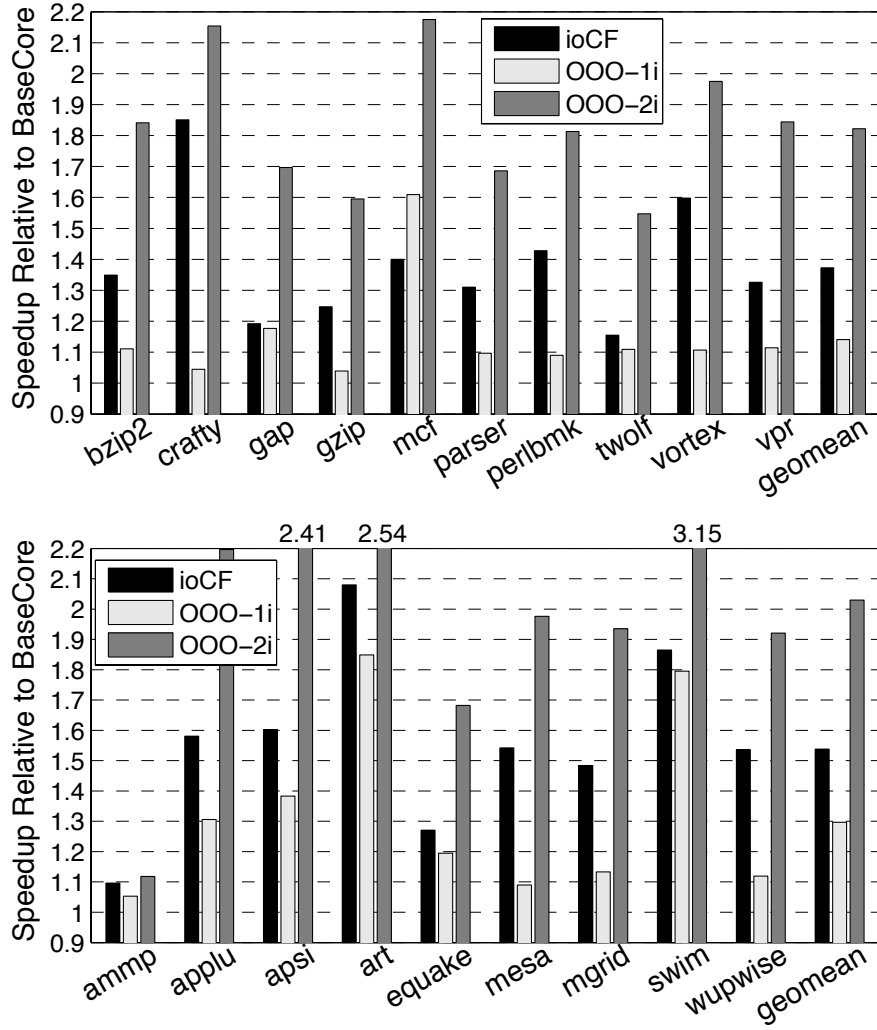 Speedup Relative to BaseCore
2.2
2.1
2
1.9
1.8
1.7
1.6
1.5
1.4
1.3
1.2
1.1
1
0.9
ioCF
OOO-1i
OOO-2i
bzip2 crafty gap gzip mcf parser perlbmk twolf vortex vpr geomean
2.41 2.54 3.15
Speedup Relative to BaseCore
2.2
2.1
2
1.9
1.8
1.7
1.6
1.5
1.4
1.3
1.2
1.1
1
0.9
ioCF
OOO-1i
OOO-2i
ammp applu apsi art equake mesa mgrid swim wupwise geomean